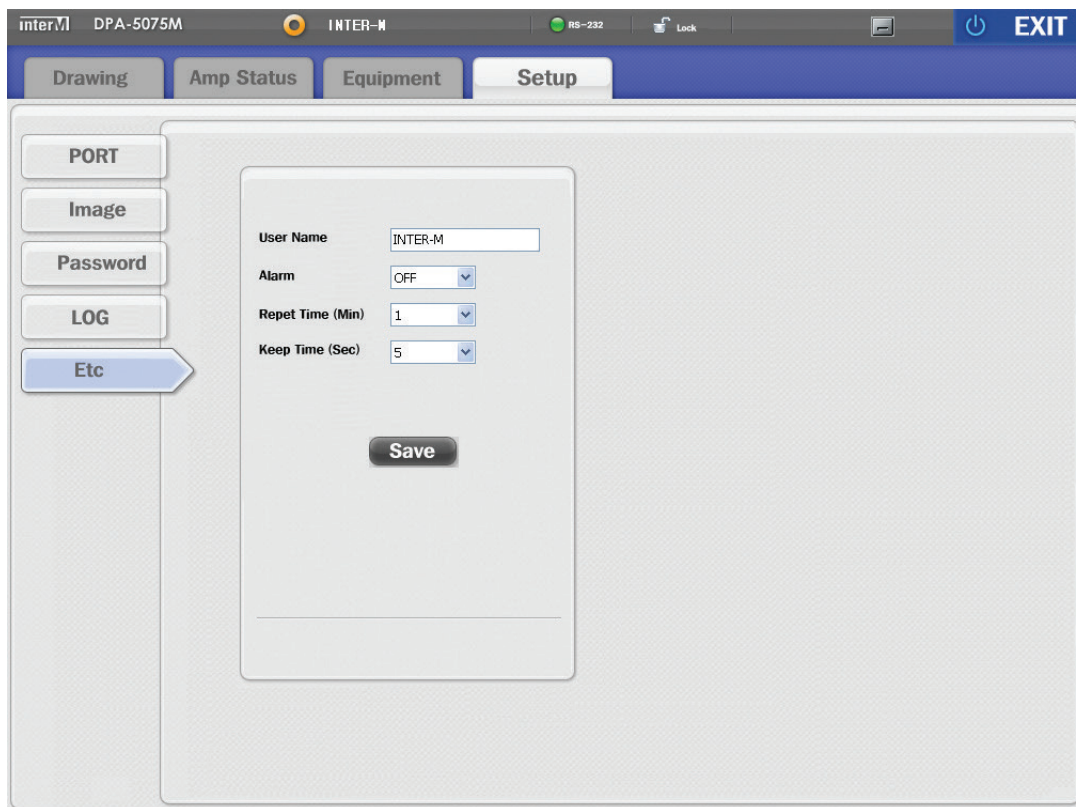 interM DPA-5075M INTER-M RS-232 Lock EXIT
Drawing Amp Status Equipment Setup
PORT
Image
Password
LOG
Etc
User Name INTER-M
Alarm OFF
Repet Time (Min) 1
Keep Time (Sec) 5
Save